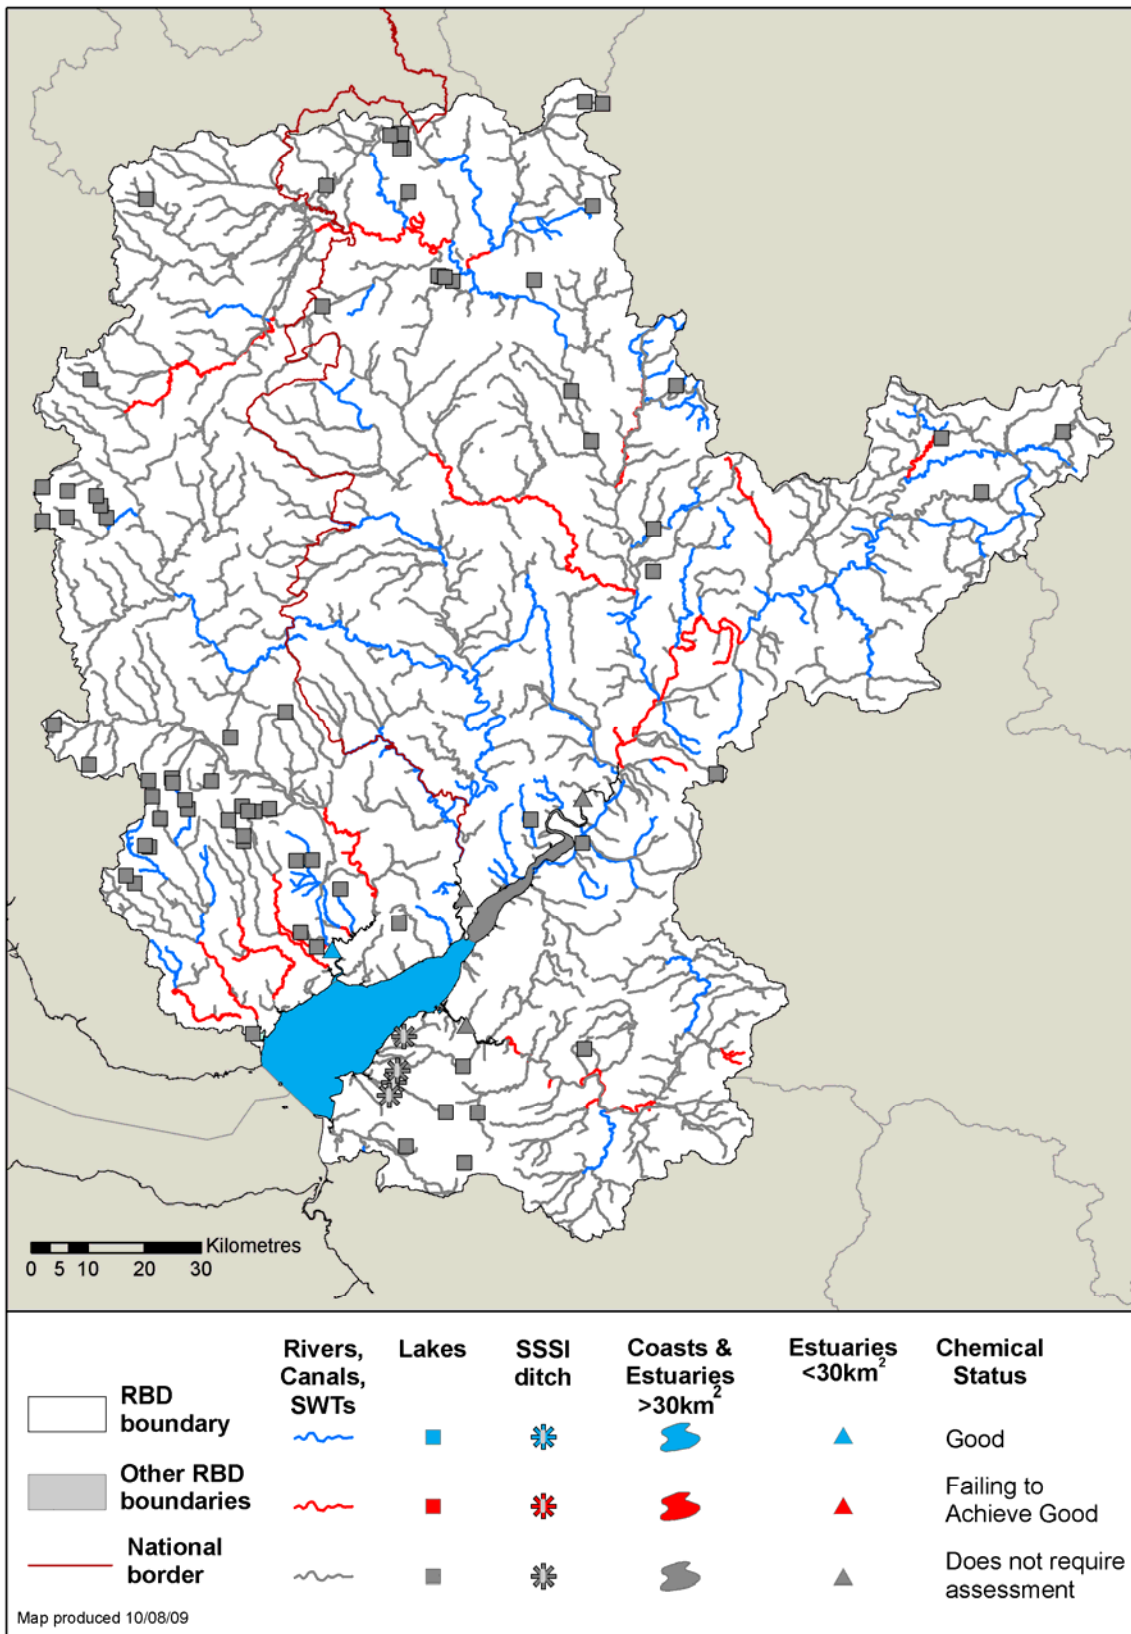 Kilometres
0 5 10 20 30
Rivers,
Canals,
SWTs
Lakes
SSSI
ditch
Coasts &
Estuaries
>30km²
Estuaries
<30km²
Chemical
Status
RBD
boundary
Good
Other RBD
boundaries
Failing to
Achieve Good
National
border
Does not require
assessment
Map produced 10/08/09